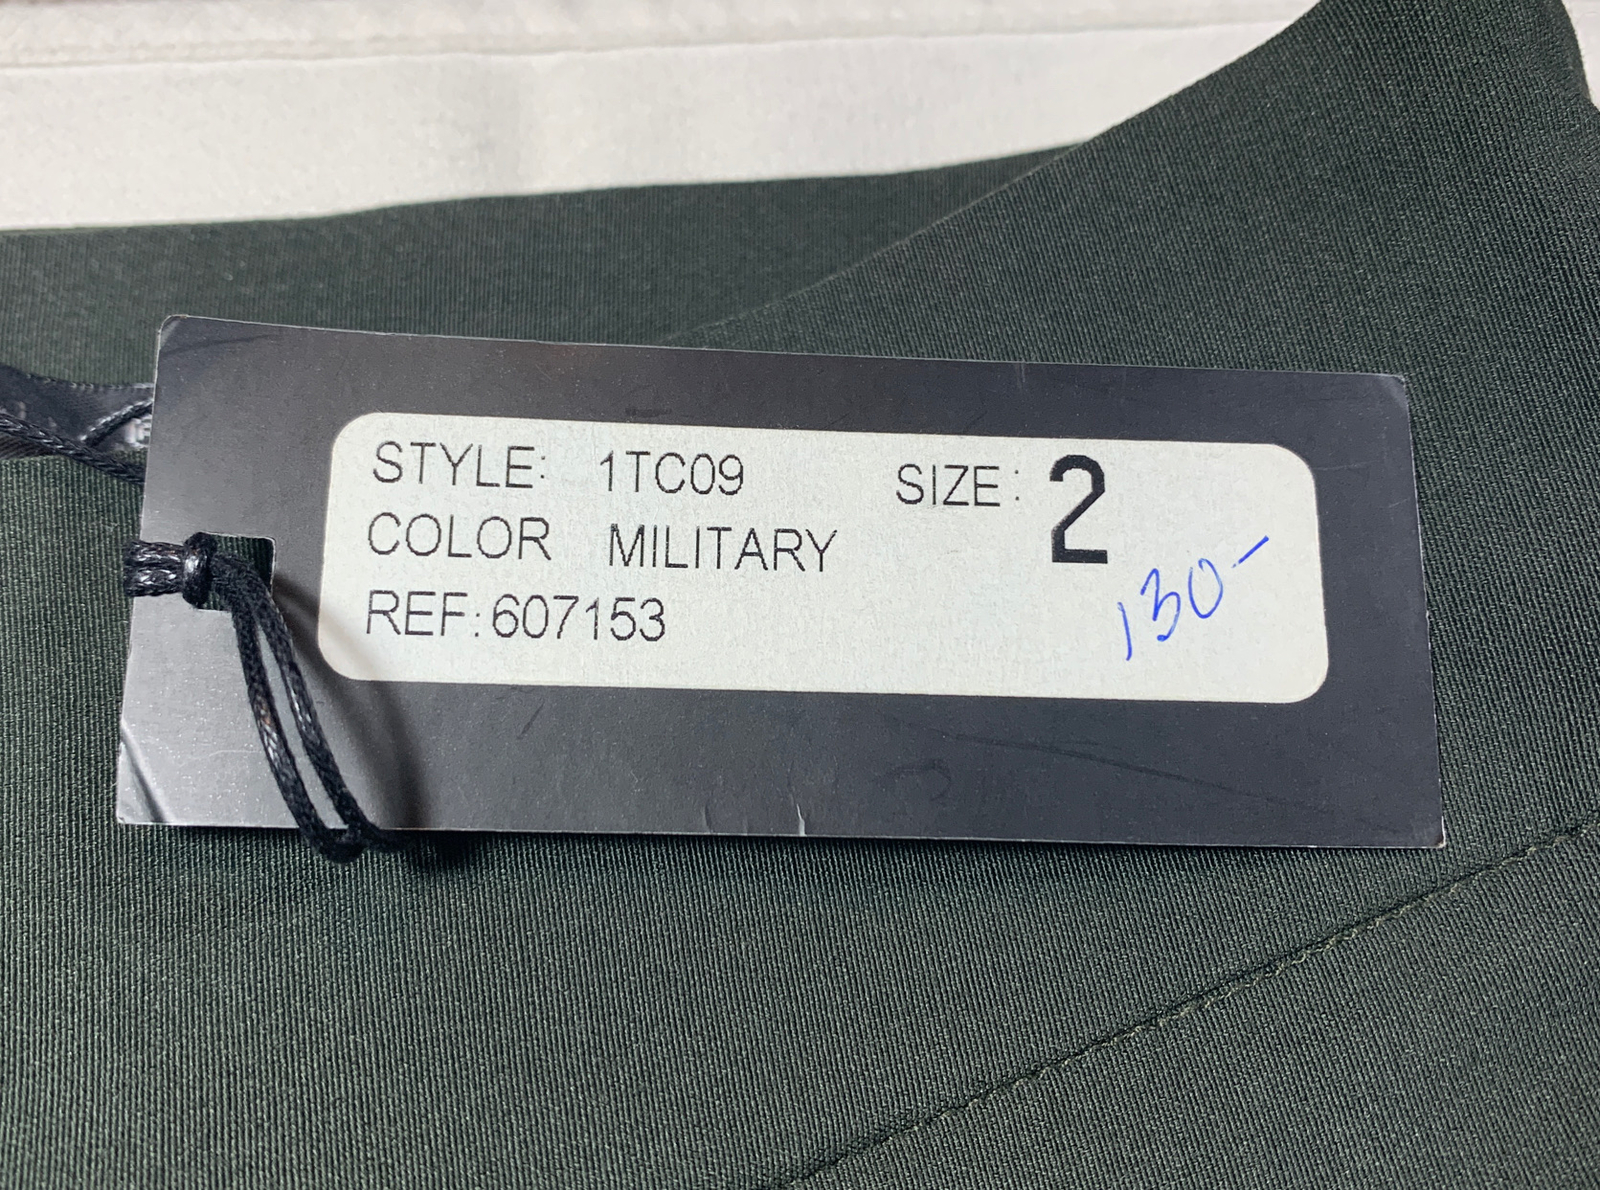 STYLE: 1TC09 SIZE: 2
COLOR MILITARY
130-
REF:607153